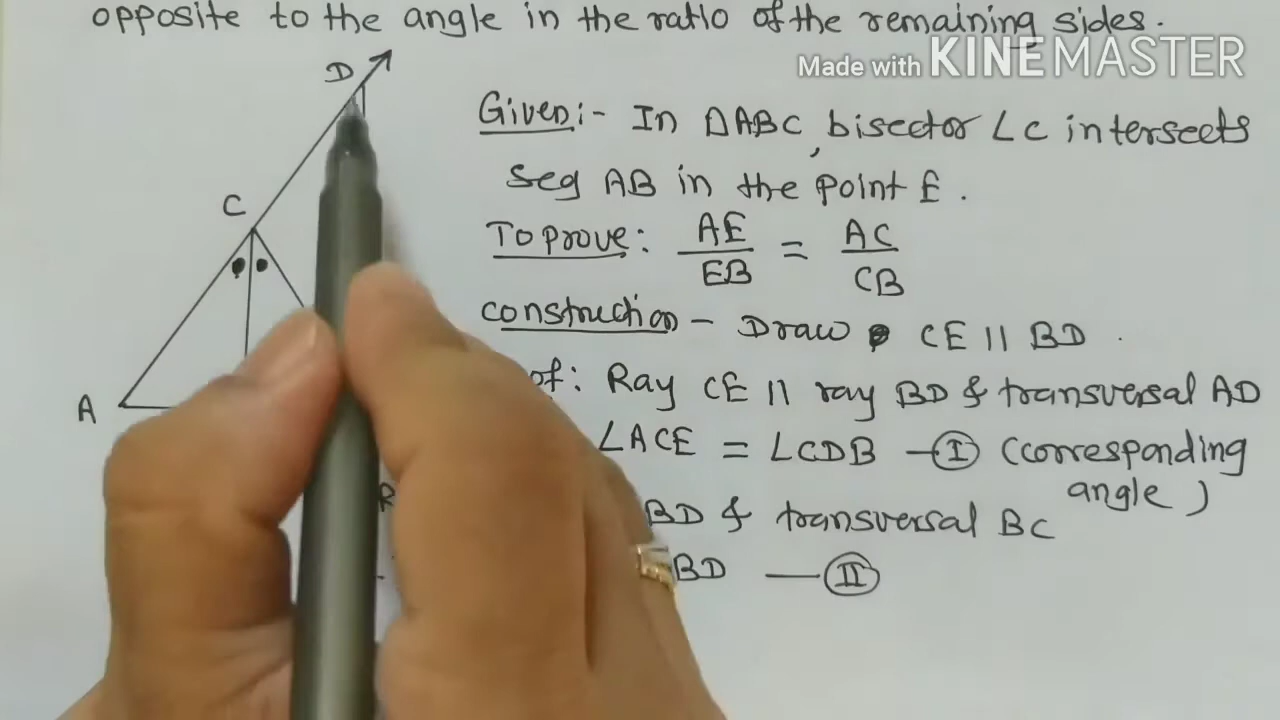 opposite to the angle in the ratio of the remaining sides.
Made with KINEMASTER
D
Given:- In ΔABC, bisector ∠C intersects
seg AB in the point E.
C
To prove: AE/EB = AC/CB
construction - Draw CE || BD.
A
of: Ray CE || ray BD & transversal AD
∠ACE = ∠CDB —Ⓘ (corresponding
angle)
BD & transversal BC
BD —Ⅱ